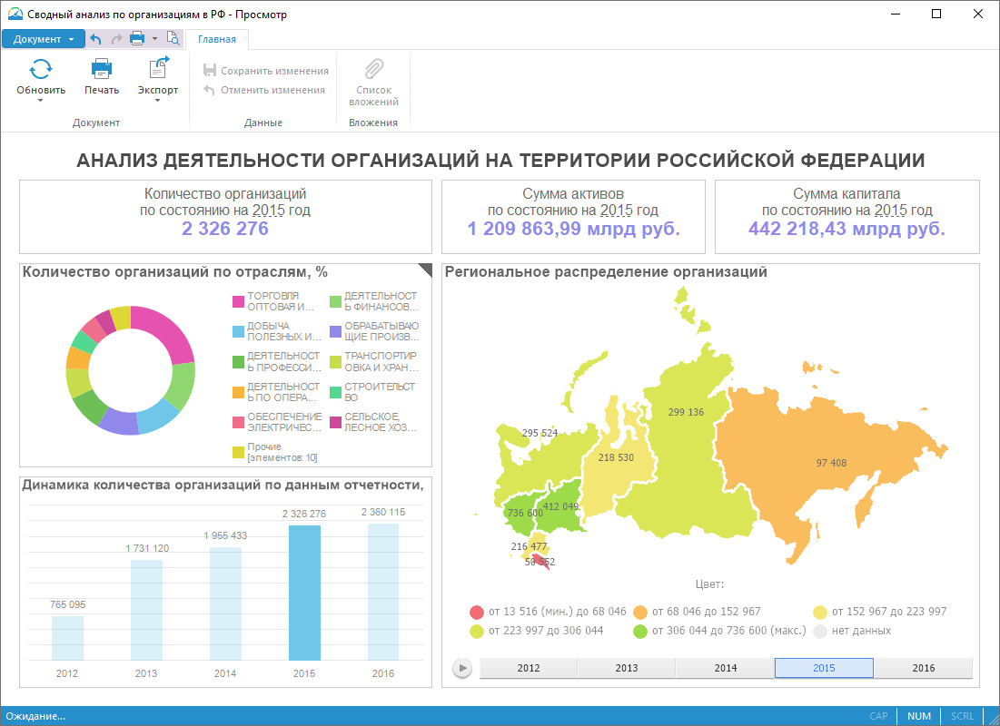 Сводный анализ по организациям в РФ - Просмотр
Документ
Главная
Обновить
Печать
Экспорт
Сохранить изменения
Отменить изменения
Список
вложений
Документ
Данные
Вложения
АНАЛИЗ ДЕЯТЕЛЬНОСТИ ОРГАНИЗАЦИЙ НА ТЕРРИТОРИИ РОССИЙСКОЙ ФЕДЕРАЦИИ
Количество организаций
по состоянию на 2015 год
2 326 276
Сумма активов
по состоянию на 2015 год
1 209 863,99 млрд руб.
Сумма капитала
по состоянию на 2015 год
442 218,43 млрд руб.
Количество организаций по отраслям, %
ТОРГОВЛЯ
ОПТОВАЯ И...
ДЕЯТЕЛЬНОСТ
Ь ФИНАНСОВ...
ДОБЫЧА
ПОЛЕЗНЫХ И...
ОБРАБАТЫВАЮ
ЩИЕ ПРОИЗВ...
ДЕЯТЕЛЬНОСТ
Ь ПРОФЕССИ...
ТРАНСПОРТИР
ОВКА И ХРАН...
ДЕЯТЕЛЬНОСТ
Ь ПО ОПЕРА...
СТРОИТЕЛЬСТ
ВО
ОБЕСПЕЧЕНИЕ
ЭЛЕКТРИЧЕС...
СЕЛЬСКОЕ,
ЛЕСНОЕ ХОЗ...
Прочие
[элементов: 10]
Динамика количества организаций по данным отчетности,
765 095
1 731 120
1 955 433
2 326 276
2 360 115
2012
2013
2014
2015
2016
Региональное распределение организаций
295 524
299 136
218 530
97 408
412 049
736 600
216 477
50 552
Цвет:
от 13 516 (мин.) до 68 046
от 68 046 до 152 967
от 152 967 до 223 997
от 223 997 до 306 044
от 306 044 до 736 600 (макс.)
нет данных
2012
2013
2014
2015
2016
Ожидание...
CAP
NUM
SCRL